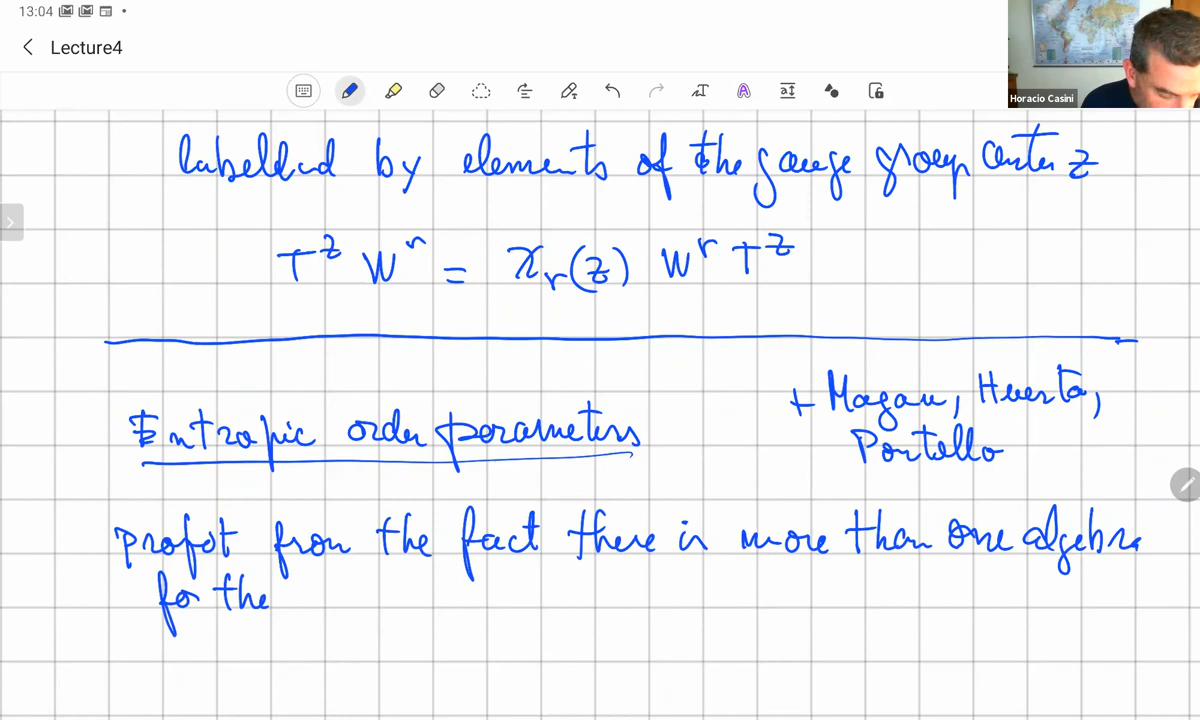 13:04
Lecture4
Horacio Casini
labelled by elements of the gauge group center z
T^z W^r = χ_r(z) W^r T^z
Entropic order parameters
+ Magan, Huerta,
Pontello
profit from the fact there is more than one algebra
for the